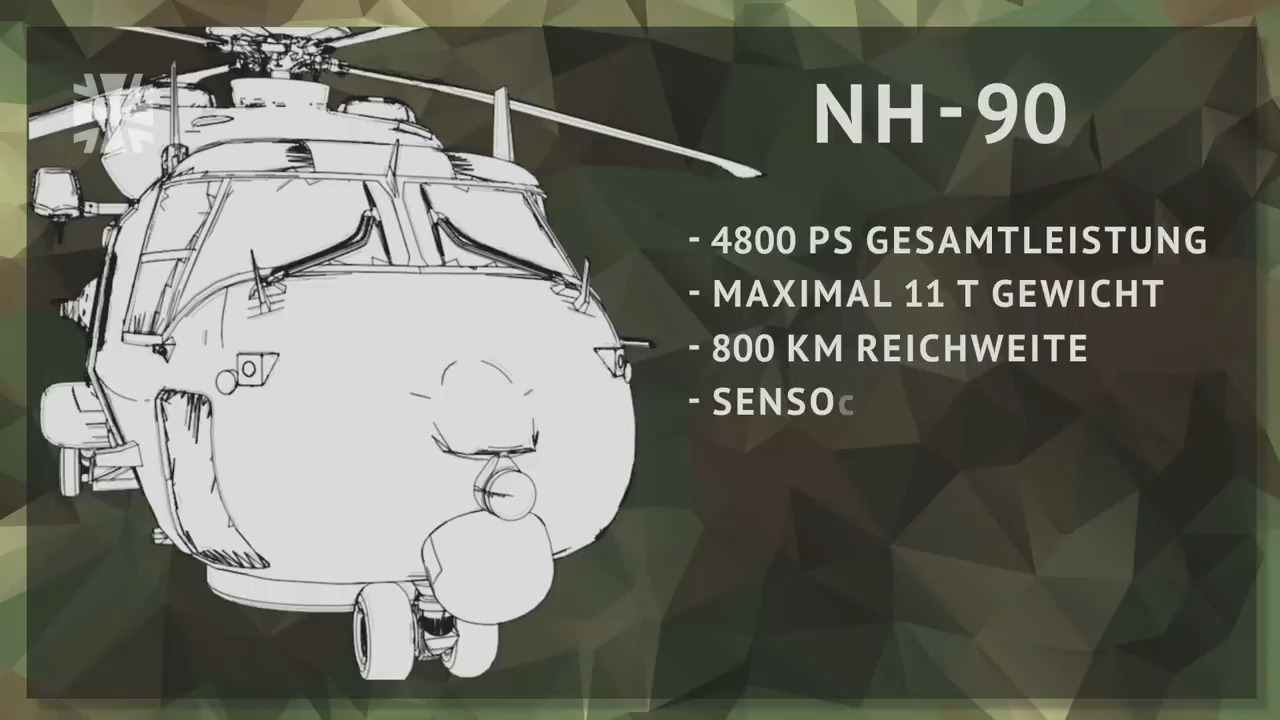 NH-90
- 4800 PS GESAMTLEISTUNG
- MAXIMAL 11 T GEWICHT
- 800 KM REICHWEITE
- SENSO